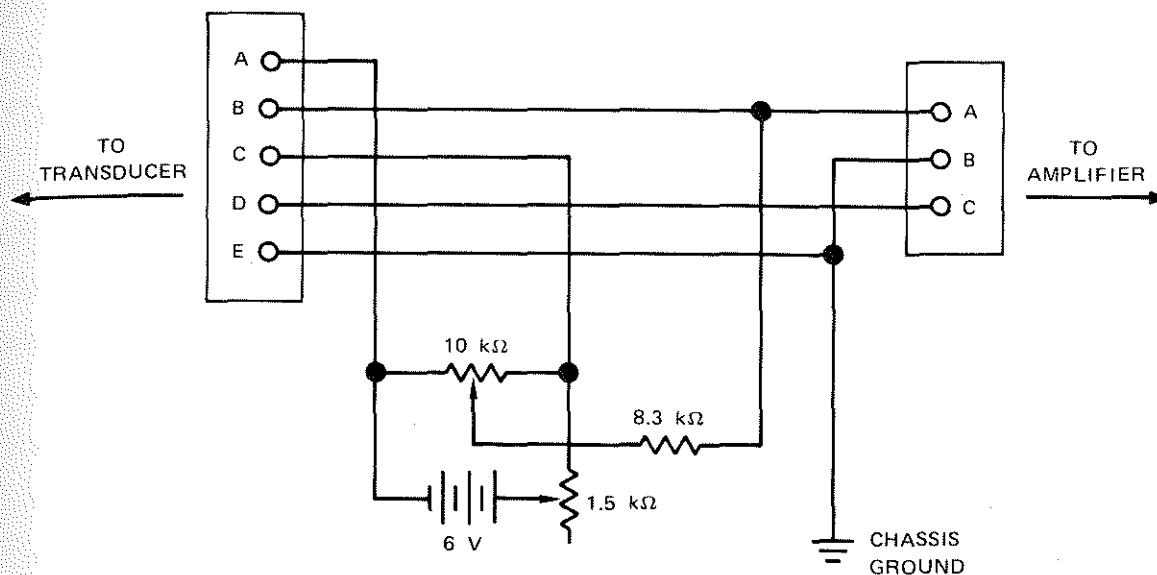 A
B
C
D
E
TO
TRANSDUCER
A
B
C
TO
AMPLIFIER
10 kΩ
8.3 kΩ
1.5 kΩ
6 V
CHASSIS
GROUND